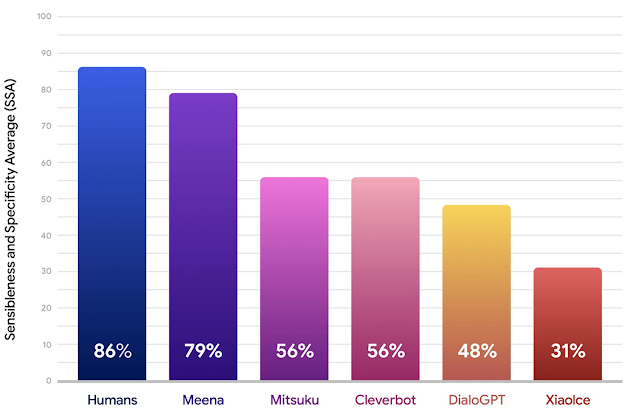 Sensibleness and Specificity Average (SSA)
100
90
80
70
60
50
40
30
20
10
0
86%
79%
56%
56%
48%
31%
Humans
Meena
Mitsuku
Cleverbot
DialoGPT
XiaoIce